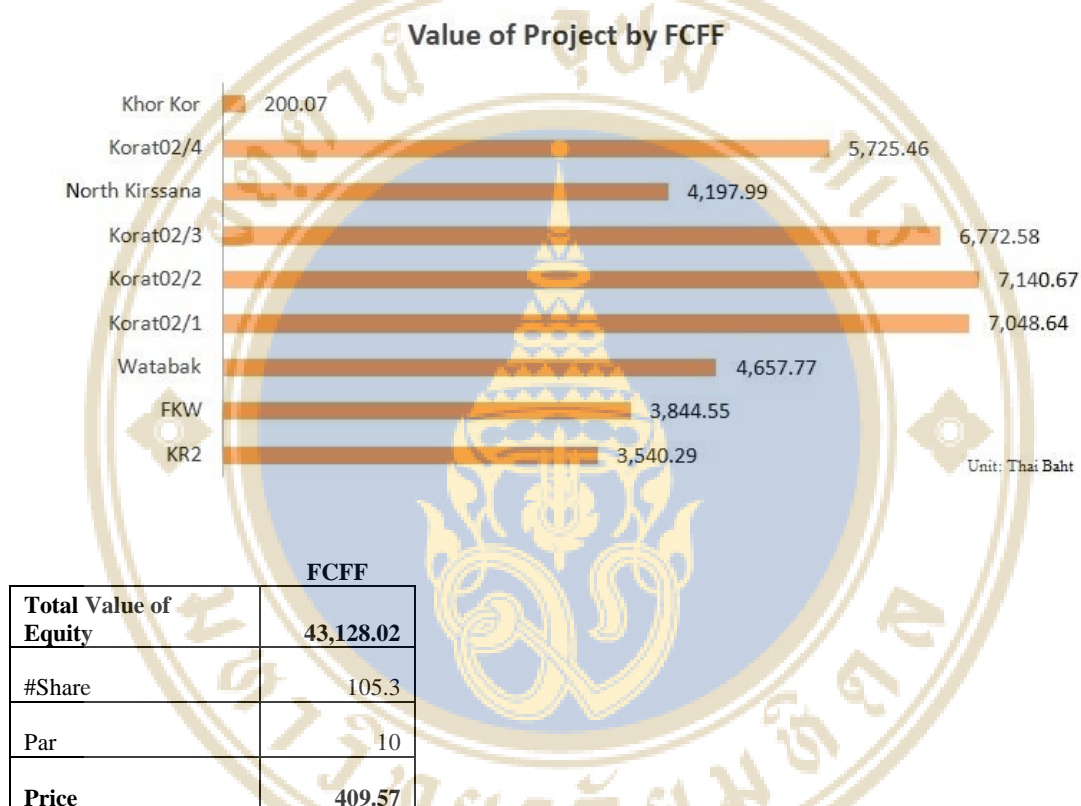 Value of Project by FCFF
Khor Kor 200.07
Korat02/4 5,725.46
North Kirssana 4,197.99
Korat02/3 6,772.58
Korat02/2 7,140.67
Korat02/1 7,048.64
Watabak 4,657.77
FKW 3,844.55
KR2 3,540.29
Unit: Thai Baht
FCFF
Total Value of
Equity 43,128.02
#Share 105.3
Par 10
Price 409.57